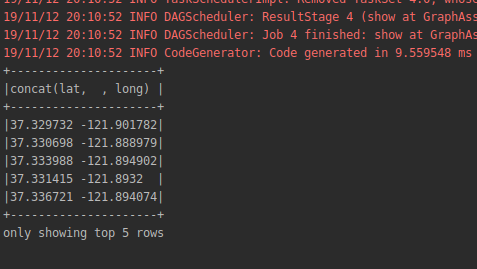 19/11/12 20:10:52 INFO TaskSchedulerImpl: Removed TaskSet 4.0, whose
19/11/12 20:10:52 INFO DAGScheduler: ResultStage 4 (show at GraphAss
19/11/12 20:10:52 INFO DAGScheduler: Job 4 finished: show at GraphAs
19/11/12 20:10:52 INFO CodeGenerator: Code generated in 9.559548 ms
+--------------------+
|concat(lat,  , long) |
+--------------------+
|37.329732 -121.901782|
|37.330698 -121.888979|
|37.333988 -121.894902|
|37.331415 -121.8932  |
|37.336721 -121.894074|
+--------------------+
only showing top 5 rows